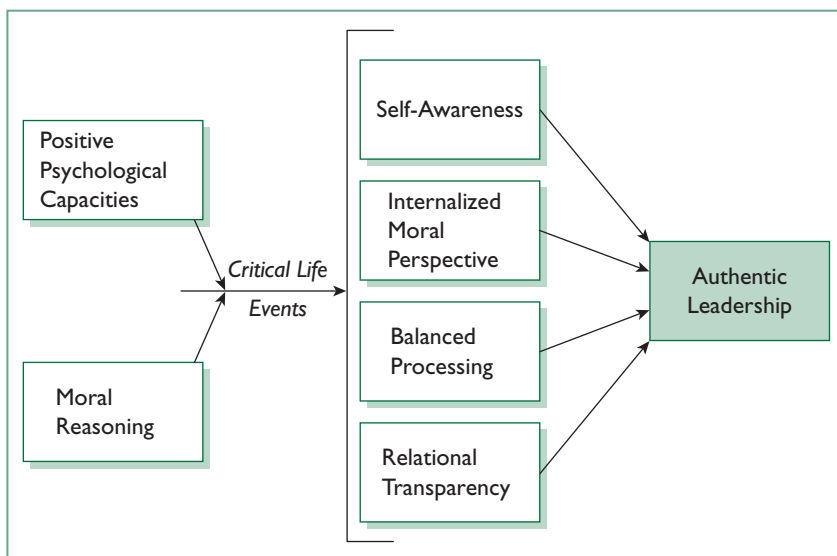 Positive
Psychological
Capacities
Moral
Reasoning
Critical Life
Events
Self-Awareness
Internalized
Moral
Perspective
Balanced
Processing
Relational
Transparency
Authentic
Leadership